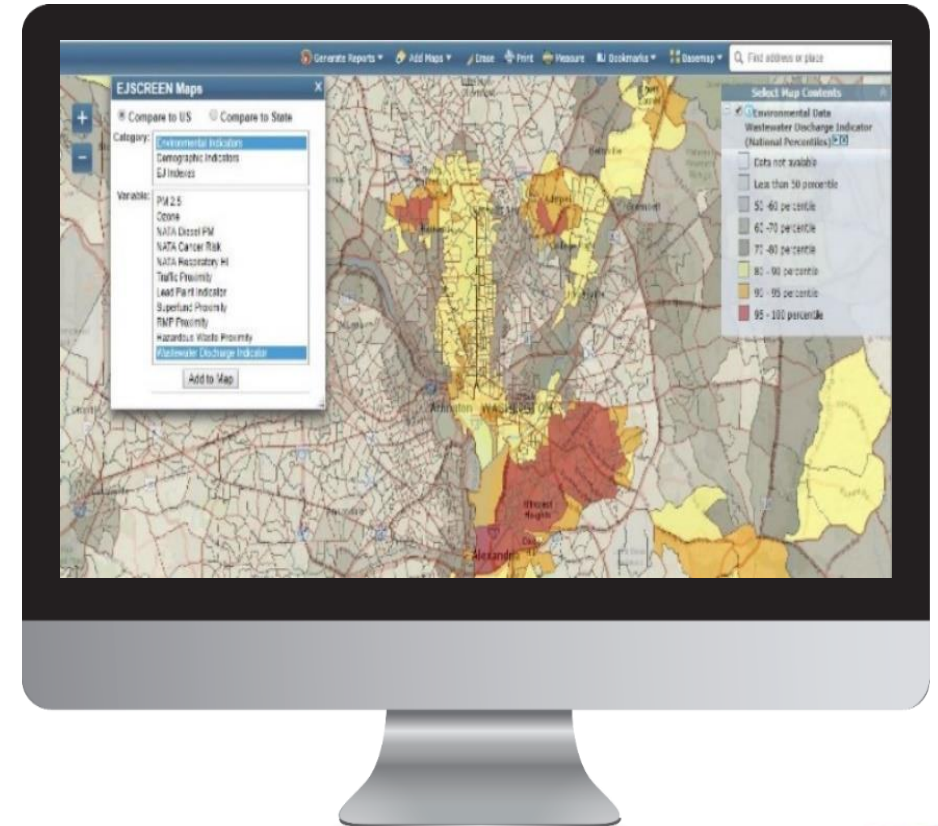 Generate Reports Add Maps Erase Print Measure Bookmarks Basemap Find address or place
EJSCREEN Maps X
Compare to US Compare to State
Category:
Environmental Indicators
Demographic Indicators
EJ Indexes
Variable:
PM 2.5
Ozone
NATA Diesel PM
NATA Cancer Risk
NATA Respiratory HI
Traffic Proximity
Lead Paint Indicator
Superfund Proximity
RMP Proximity
Hazardous Waste Proximity
Wastewater Discharge Indicator
Add to Map
Select Map Contents
Environmental Data
Wastewater Discharge Indicator
(National Percentiles)
Data not available
Less than 50 percentile
50 -60 percentile
60 -70 percentile
70 -80 percentile
80 - 90 percentile
90 - 95 percentile
95 - 100 percentile
Arlington
Hillcrest
Heights
Alexandria